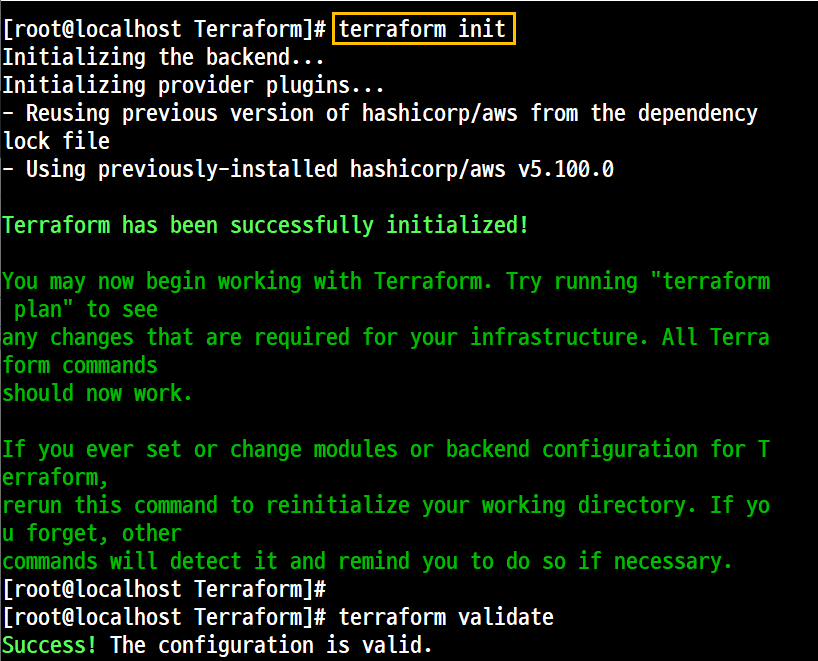 [root@localhost Terraform]# terraform init
Initializing the backend...
Initializing provider plugins...
- Reusing previous version of hashicorp/aws from the dependency
lock file
- Using previously-installed hashicorp/aws v5.100.0
Terraform has been successfully initialized!
You may now begin working with Terraform. Try running "terraform
 plan" to see
any changes that are required for your infrastructure. All Terra
form commands
should now work.
If you ever set or change modules or backend configuration for T
erraform,
rerun this command to reinitialize your working directory. If yo
u forget, other
commands will detect it and remind you to do so if necessary.
[root@localhost Terraform]#
[root@localhost Terraform]# terraform validate
Success! The configuration is valid.